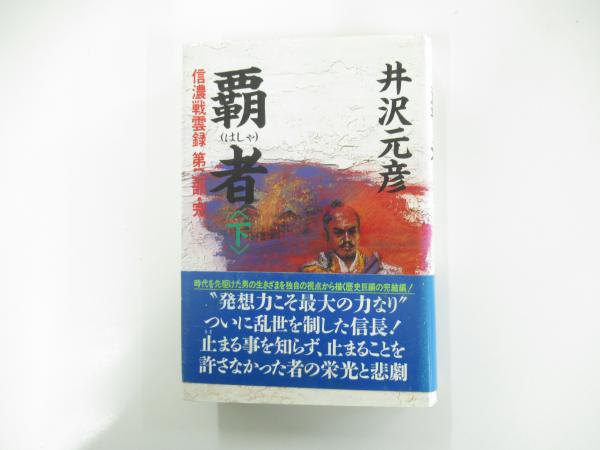 井沢元彦
覇者
(はしゃ)
〈下〉
信濃戦雲録 第二部・完
時代を先駆けた男の生きざまを独自の視点から描く歴史巨編の完結編!
〝発想力こそ最大の力なり〟
ついに乱世を制した信長!
止まる事を知らず、止まることを
許さなかった者の栄光と悲劇